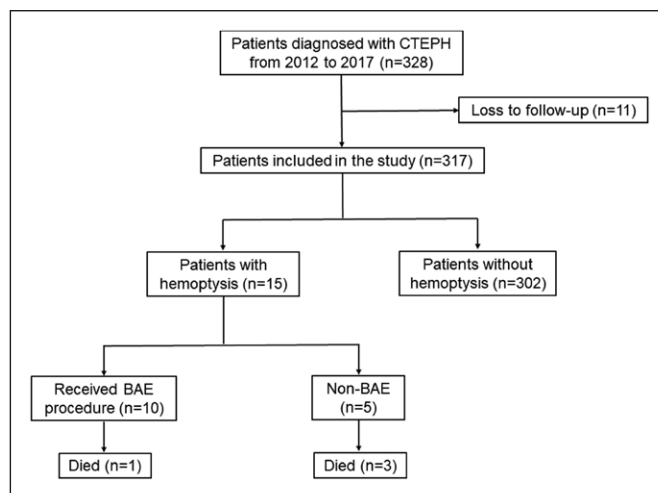 Patients diagnosed with CTEPH
from 2012 to 2017 (n=328)
Loss to follow-up (n=11)
Patients included in the study (n=317)
Patients with
hemoptysis (n=15)
Patients without
hemoptysis (n=302)
Received BAE
procedure (n=10)
Non-BAE
(n=5)
Died (n=1)
Died (n=3)